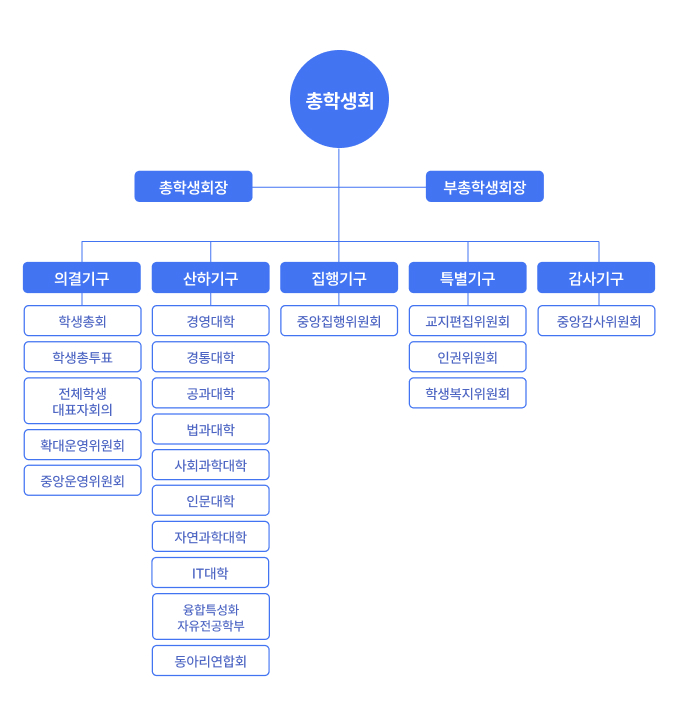 총학생회
총학생회장
부총학생회장
의결기구
학생총회
학생총투표
전체학생
대표자회의
확대운영위원회
중앙운영위원회
산하기구
경영대학
경통대학
공과대학
법과대학
사회과학대학
인문대학
자연과학대학
IT대학
융합특성화
자유전공학부
동아리연합회
집행기구
중앙집행위원회
특별기구
교지편집위원회
인권위원회
학생복지위원회
감사기구
중앙감사위원회